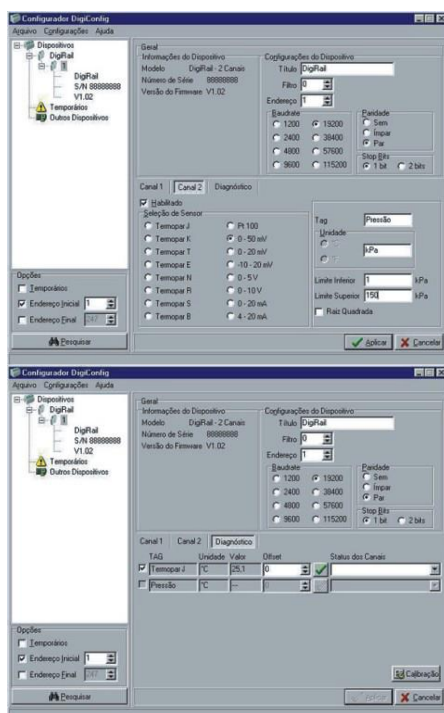 Configurador DigiConfig
Arquivo Configurações Ajuda
Dispositivos
DigiRail
1
DigiRail
S/N 88888888
V1.02
Temporários
Outros Dispositivos
Opções
Temporários
Endereço Inicial 1
Endereço Final 247
Pesquisar
Geral
Informações do Dispositivo
Modelo DigiRail - 2 Canais
Número de Série 88888888
Versão do Firmware V1.02
Configurações do Dispositivo
Título DigiRail
Filtro 0
Endereço 1
Baudrate
1200 19200
2400 38400
4800 57600
9600 115200
Paridade
Sem
Ímpar
Par
Stop Bits
1 bit 2 bits
Canal 1 Canal 2 Diagnóstico
Habilitado
Seleção de Sensor
Termopar J Pt 100
Termopar K 0 - 50 mV
Termopar T 0 - 20 mV
Termopar E -10 - 20 mV
Termopar N 0 - 5 V
Termopar R 0 - 10 V
Termopar S 0 - 20 mA
Termopar B 4 - 20 mA
Tag Pressão
Unidade
kPa
Limite Inferior 1 kPa
Limite Superior 150 kPa
Raiz Quadrada
Aplicar Cancelar
Configurador DigiConfig
Arquivo Configurações Ajuda
Dispositivos
DigiRail
1
DigiRail
S/N 88888888
V1.02
Temporários
Outros Dispositivos
Opções
Temporários
Endereço Inicial 1
Endereço Final 247
Pesquisar
Geral
Informações do Dispositivo
Modelo DigiRail - 2 Canais
Número de Série 88888888
Versão do Firmware V1.02
Configurações do Dispositivo
Título DigiRail
Filtro 0
Endereço 1
Baudrate
1200 19200
2400 38400
4800 57600
9600 115200
Paridade
Sem
Ímpar
Par
Stop Bits
1 bit 2 bits
Canal 1 Canal 2 Diagnóstico
TAG Unidade Valor Offset Status dos Canais
Termopar J °C 25,1 0
Pressão °C --- 0
Calibração
Aplicar Cancelar